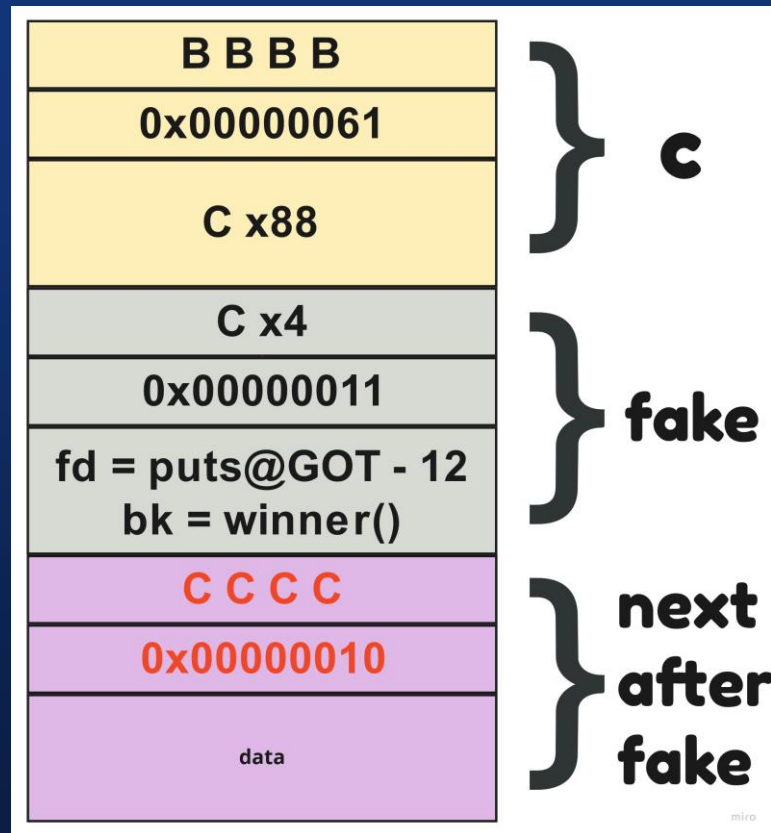 B B B B
0x00000061
c
C x88
C x4
0x00000011
fake
fd = puts@GOT - 12
bk = winner()
C C C C
0x00000010
next
after
fake
data
miro